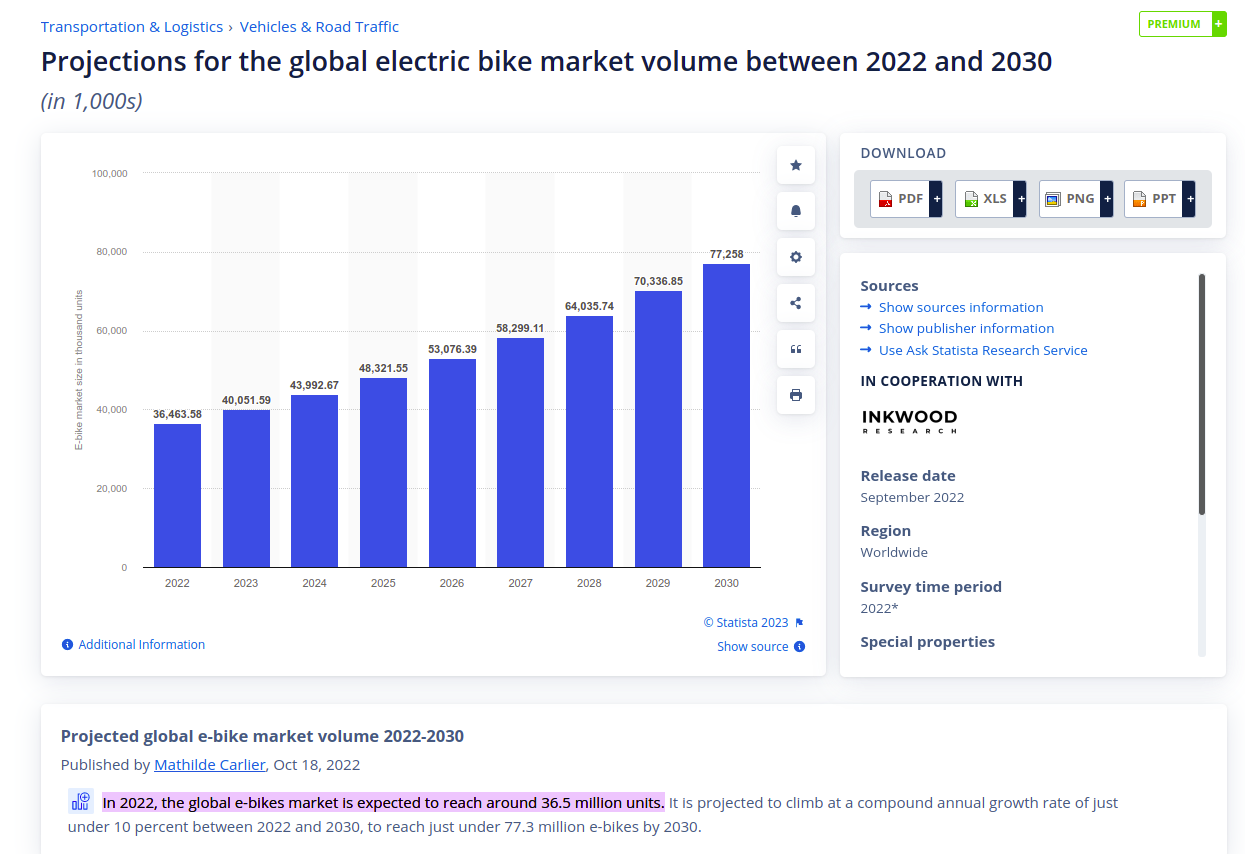 Transportation & Logistics › Vehicles & Road Traffic
PREMIUM +
Projections for the global electric bike market volume between 2022 and 2030
(in 1,000s)
E-bike market size in thousand units
100,000
80,000
60,000
40,000
20,000
0
36,463.58
40,051.59
43,992.67
48,321.55
53,076.39
58,299.11
64,035.74
70,336.85
77,258
2022 2023 2024 2025 2026 2027 2028 2029 2030
© Statista 2023
Additional Information
Show source
DOWNLOAD
PDF + XLS + PNG + PPT +
Sources
Show sources information
Show publisher information
Use Ask Statista Research Service
IN COOPERATION WITH
INKWOOD
RESEARCH
Release date
September 2022
Region
Worldwide
Survey time period
2022*
Special properties
Projected global e-bike market volume 2022-2030
Published by Mathilde Carlier, Oct 18, 2022
In 2022, the global e-bikes market is expected to reach around 36.5 million units. It is projected to climb at a compound annual growth rate of just
under 10 percent between 2022 and 2030, to reach just under 77.3 million e-bikes by 2030.